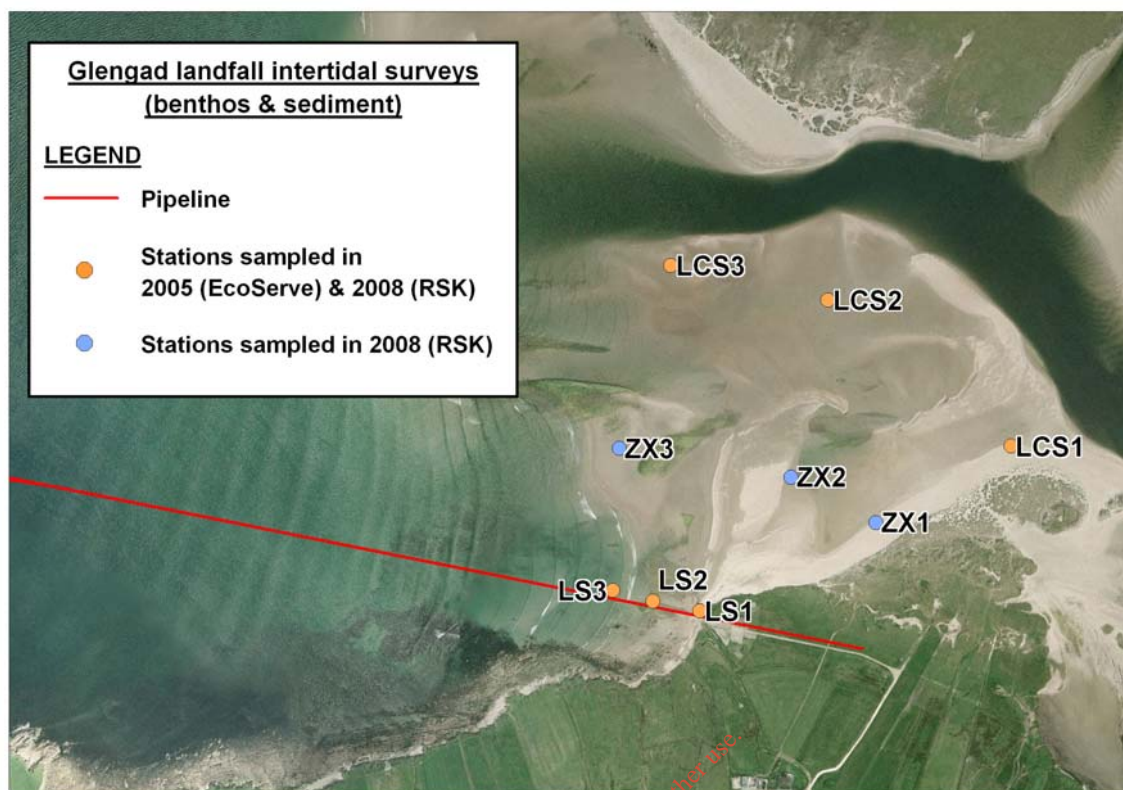 Glengad landfall intertidal surveys
(benthos & sediment)
LEGEND
Pipeline
Stations sampled in
2005 (EcoServe) & 2008 (RSK)
Stations sampled in 2008 (RSK)
LCS3
LCS2
LCS1
ZX3
ZX2
ZX1
LS3
LS2
LS1
use.